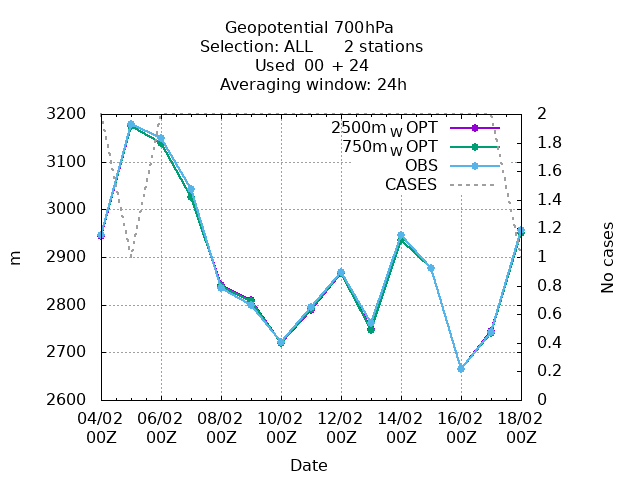 Geopotential 700hPa
Selection: ALL 2 stations
Used 00 + 24
Averaging window: 24h
3200
3100
3000
2900
2800
2700
2600
m
2
1.8
1.6
1.4
1.2
1
0.8
0.6
0.4
0.2
0
No cases
2500m W OPT
750m W OPT
OBS
CASES
04/02 06/02 08/02 10/02 12/02 14/02 16/02 18/02
00Z 00Z 00Z 00Z 00Z 00Z 00Z 00Z
Date